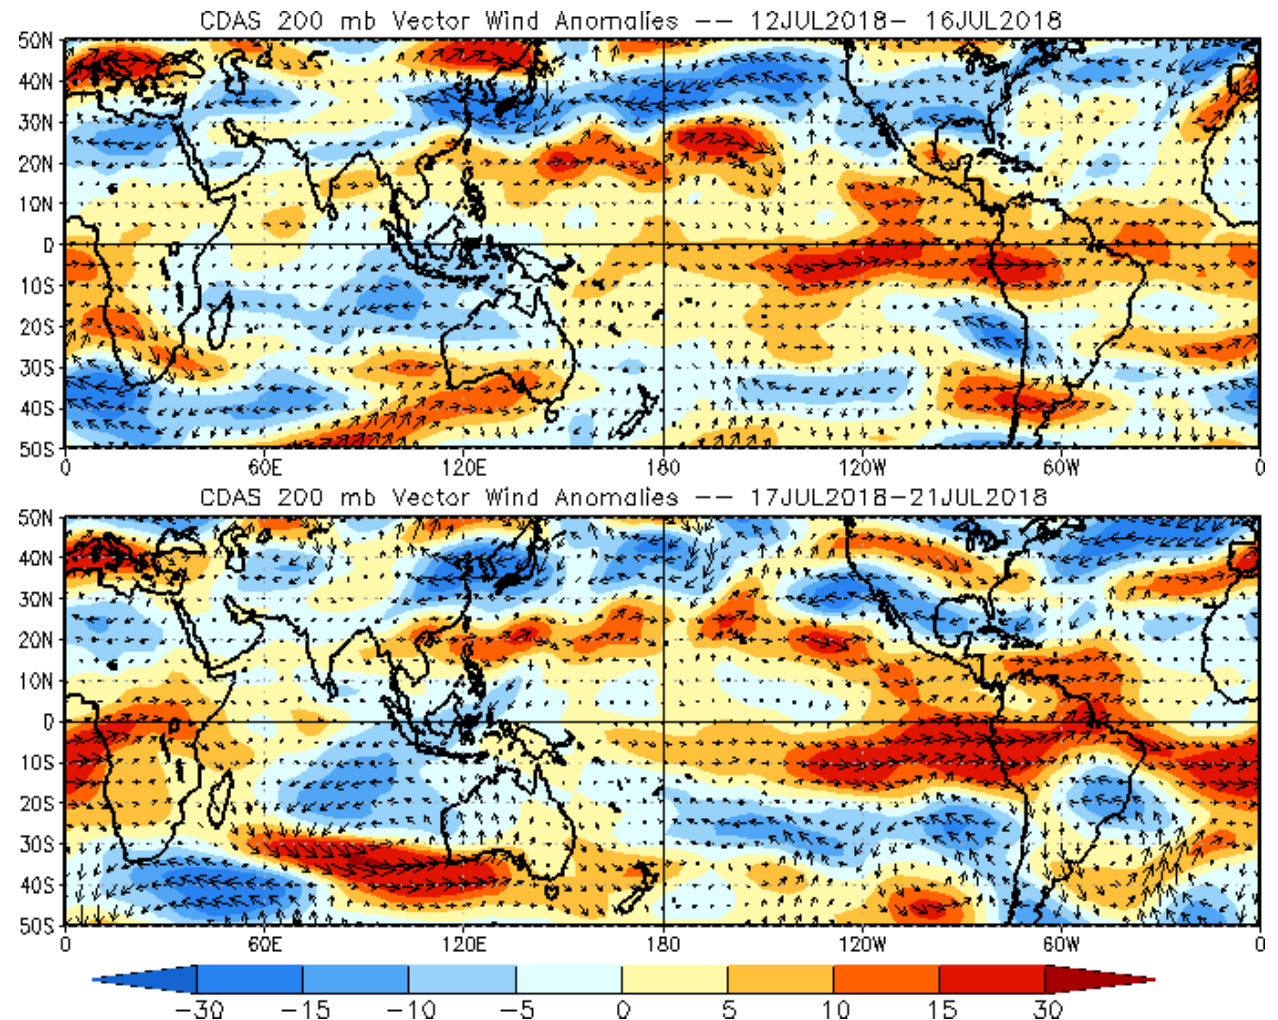 CDAS 200 mb Vector Wind Anomalies -- 12JUL2018- 16JUL2018
50N
40N
30N
20N
10N
0
10S
20S
30S
40S
50S
0 60E 120E 180 120W 60W 0
CDAS 200 mb Vector Wind Anomalies -- 17JUL2018-21JUL2018
50N
40N
30N
20N
10N
0
10S
20S
30S
40S
50S
0 60E 120E 180 120W 60W 0
-30 -15 -10 -5 0 5 10 15 30